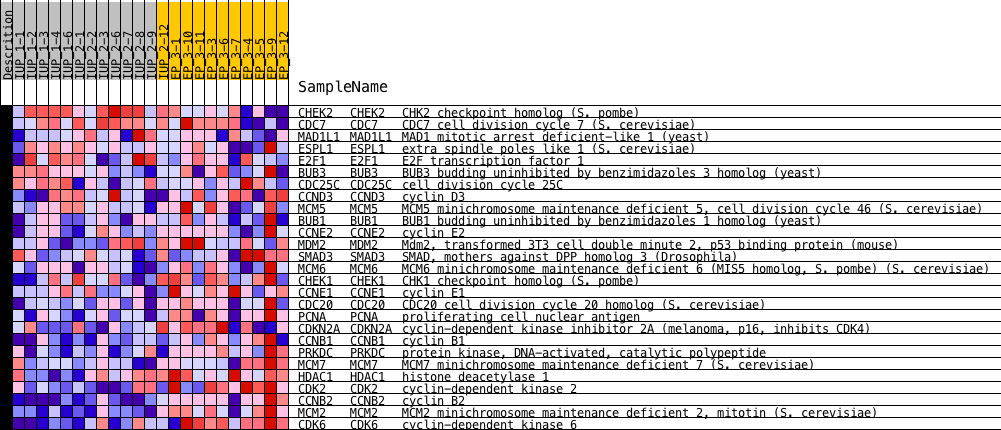 Descrition
IUP_1-1
IUP_1-2
IUP_1-3
IUP_1-4
IUP_1-6
IUP_2-1
IUP_2-2
IUP_2-3
IUP_2-6
IUP_2-7
IUP_2-8
IUP_2-9
IUP_2-12
EP_3-1
EP_3-10
EP_3-11
EP_3-3
EP_3-6
EP_3-7
EP_3-4
EP_3-5
EP_3-9
EP_3-12
SampleName
CHEK2 CHEK2 CHK2 checkpoint homolog (S. pombe)
CDC7 CDC7 CDC7 cell division cycle 7 (S. cerevisiae)
MAD1L1 MAD1L1 MAD1 mitotic arrest deficient-like 1 (yeast)
ESPL1 ESPL1 extra spindle poles like 1 (S. cerevisiae)
E2F1 E2F1 E2F transcription factor 1
BUB3 BUB3 BUB3 budding uninhibited by benzimidazoles 3 homolog (yeast)
CDC25C CDC25C cell division cycle 25C
CCND3 CCND3 cyclin D3
MCM5 MCM5 MCM5 minichromosome maintenance deficient 5, cell division cycle 46 (S. cerevisiae)
BUB1 BUB1 BUB1 budding uninhibited by benzimidazoles 1 homolog (yeast)
CCNE2 CCNE2 cyclin E2
MDM2 MDM2 Mdm2, transformed 3T3 cell double minute 2, p53 binding protein (mouse)
SMAD3 SMAD3 SMAD, mothers against DPP homolog 3 (Drosophila)
MCM6 MCM6 MCM6 minichromosome maintenance deficient 6 (MIS5 homolog, S. pombe) (S. cerevisiae)
CHEK1 CHEK1 CHK1 checkpoint homolog (S. pombe)
CCNE1 CCNE1 cyclin E1
CDC20 CDC20 CDC20 cell division cycle 20 homolog (S. cerevisiae)
PCNA PCNA proliferating cell nuclear antigen
CDKN2A CDKN2A cyclin-dependent kinase inhibitor 2A (melanoma, p16, inhibits CDK4)
CCNB1 CCNB1 cyclin B1
PRKDC PRKDC protein kinase, DNA-activated, catalytic polypeptide
MCM7 MCM7 MCM7 minichromosome maintenance deficient 7 (S. cerevisiae)
HDAC1 HDAC1 histone deacetylase 1
CDK2 CDK2 cyclin-dependent kinase 2
CCNB2 CCNB2 cyclin B2
MCM2 MCM2 MCM2 minichromosome maintenance deficient 2, mitotin (S. cerevisiae)
CDK6 CDK6 cyclin-dependent kinase 6